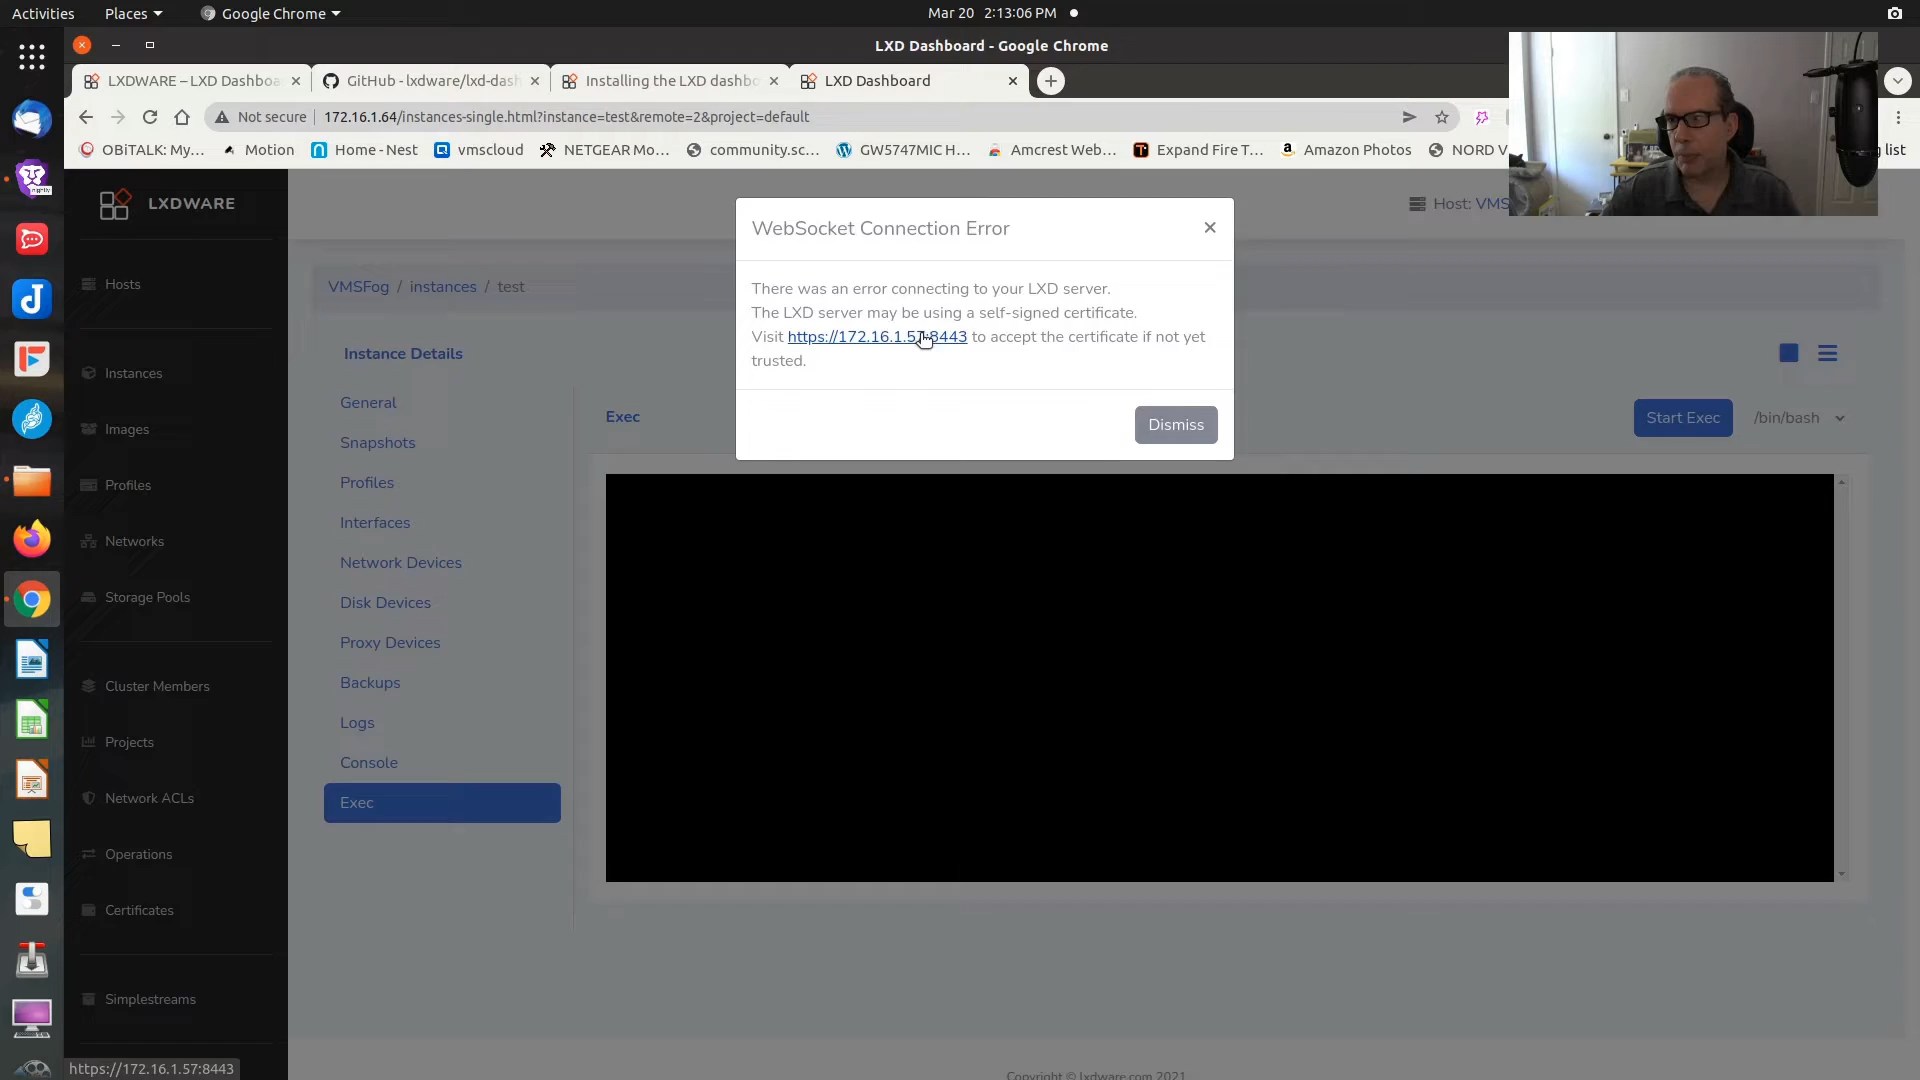 Activities
Places
Google Chrome
Mar 20 2:13:06 PM
LXD Dashboard - Google Chrome
LXDWARE – LXD Dashboa
GitHub - lxdware/lxd-dash
Installing the LXD dashbo
LXD Dashboard
Not secure
172.16.1.64/instances-single.html?instance=test&remote=2&project=default
OBiTALK: My...
Motion
Home - Nest
vmscloud
NETGEAR Mo...
community.sc...
GW5747MIC H...
Amcrest Web...
Expand Fire T...
Amazon Photos
NORD V
g list
nightly
LXDWARE
Host: VMS
Hosts
Instances
Images
Profiles
Networks
Storage Pools
Cluster Members
Projects
Network ACLs
Operations
Certificates
Simplestreams
VMSFog / instances / test
Instance Details
General
Snapshots
Profiles
Interfaces
Network Devices
Disk Devices
Proxy Devices
Backups
Logs
Console
Exec
Exec
Start Exec
/bin/bash
WebSocket Connection Error
There was an error connecting to your LXD server.
The LXD server may be using a self-signed certificate.
Visit https://172.16.1.57:8443 to accept the certificate if not yet
trusted.
Dismiss
https://172.16.1.57:8443
Copyright © lxdware.com 2021